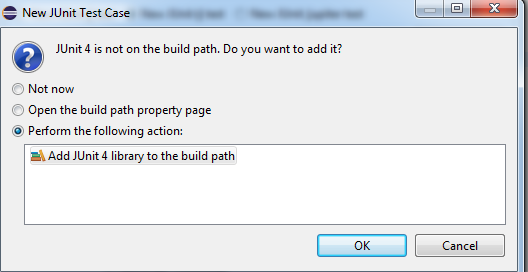 New JUnit Test Case
JUnit 4 is not on the build path. Do you want to add it?
Not now
Open the build path property page
Perform the following action:
Add JUnit 4 library to the build path
OK
Cancel